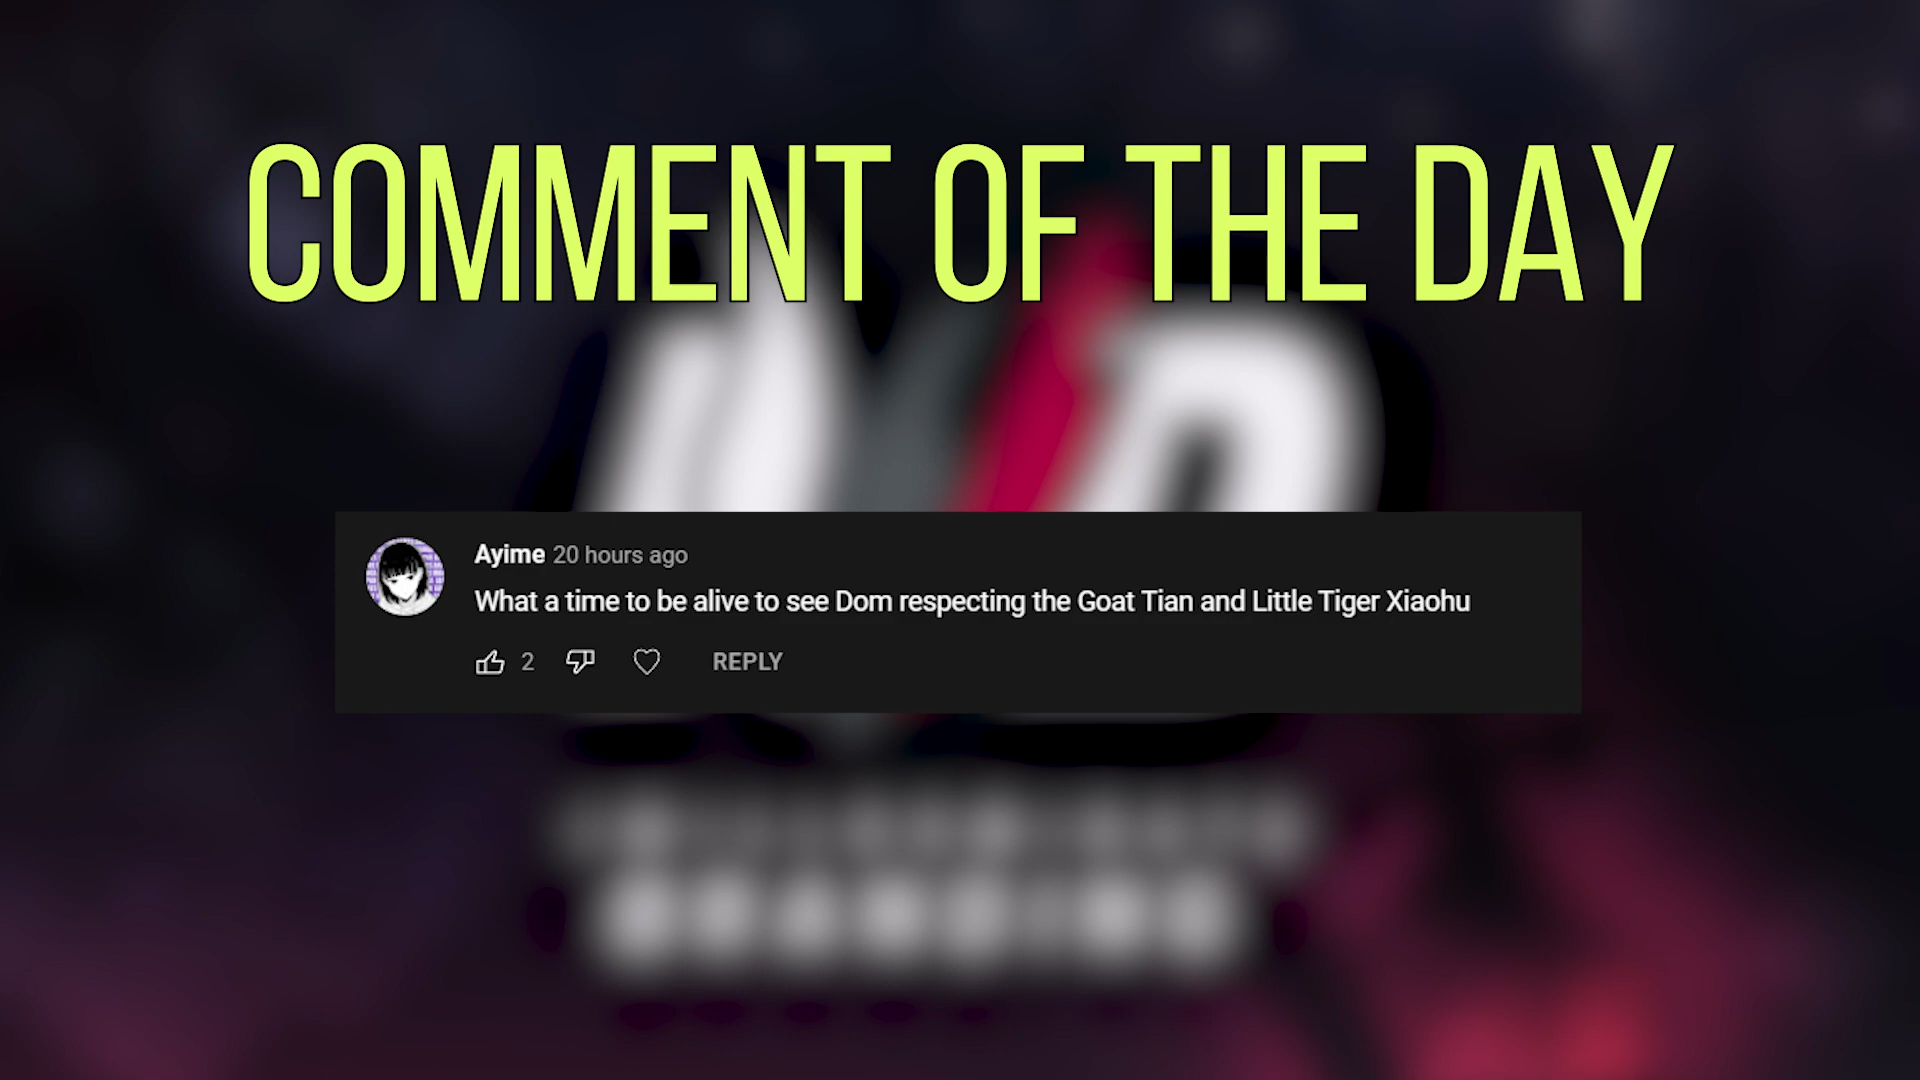 COMMENT OF THE DAY
Ayime 20 hours ago
What a time to be alive to see Dom respecting the Goat Tian and Little Tiger Xiaohu
2 REPLY